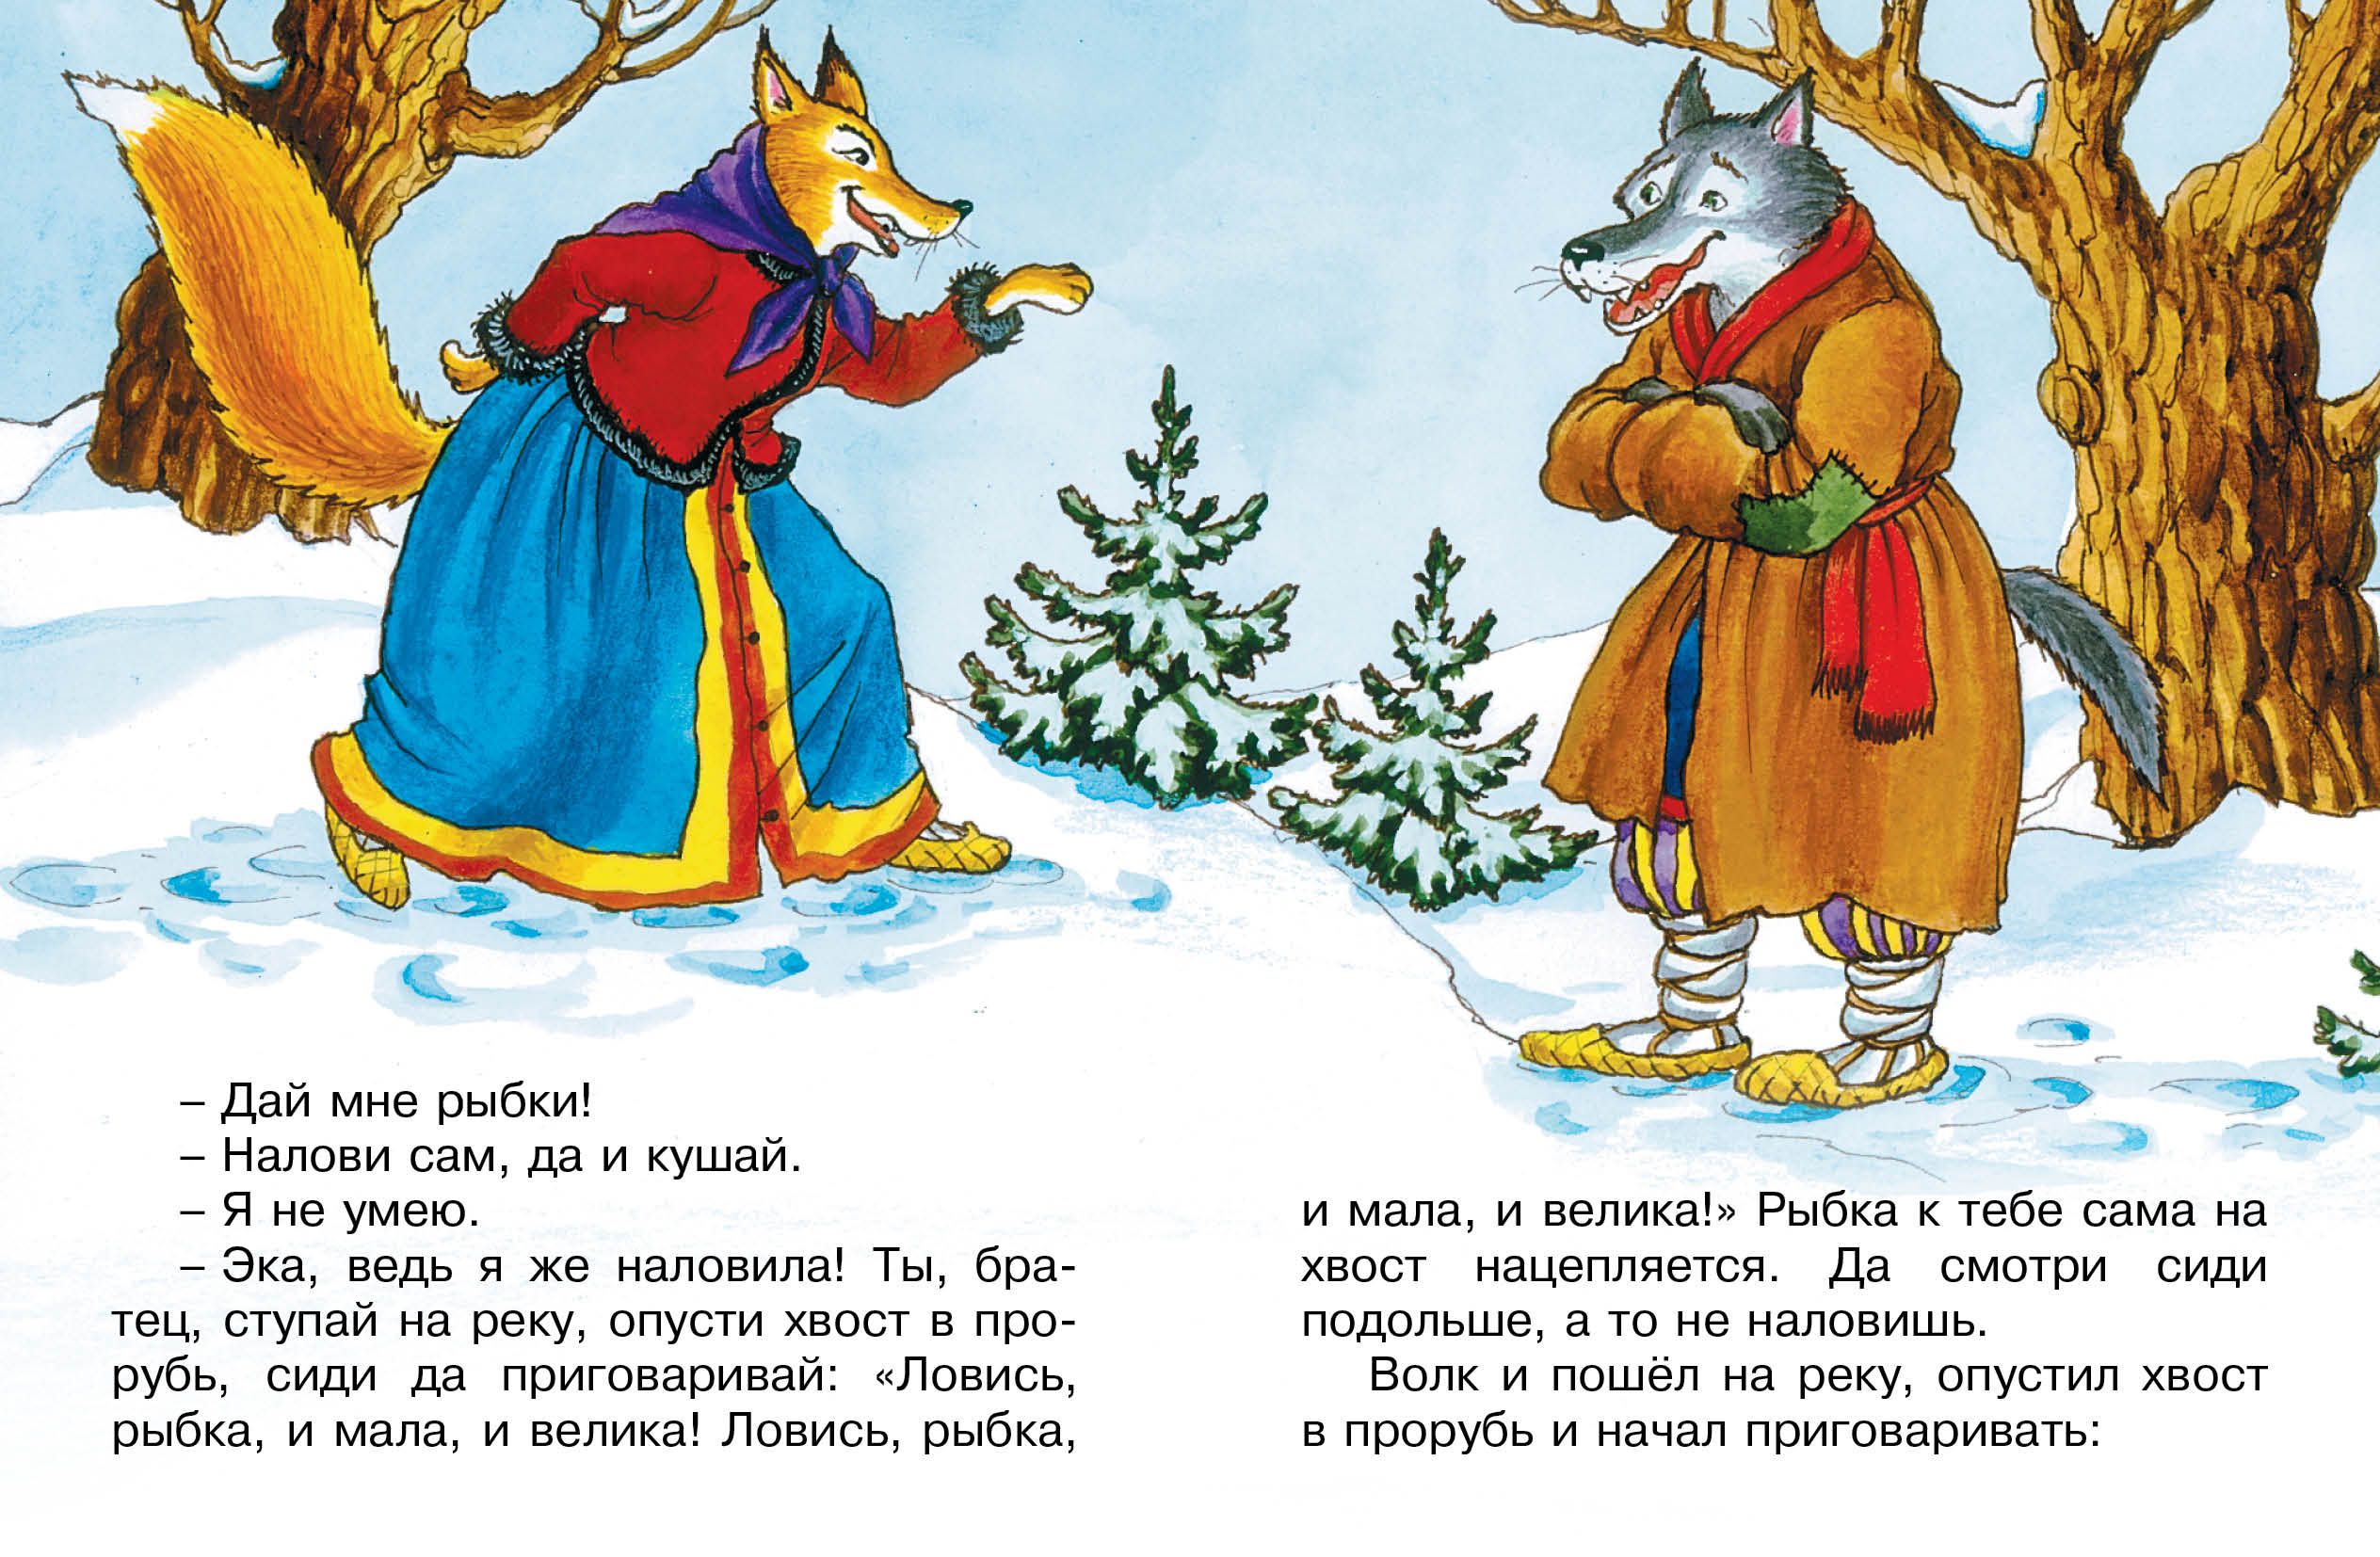 – Дай мне рыбки!
– Налови сам, да и кушай.
– Я не умею.
– Эка, ведь я же наловила! Ты, бра-
тец, ступай на реку, опусти хвост в про-
рубь, сиди да приговаривай: «Ловись,
рыбка, и мала, и велика! Ловись, рыбка,
и мала, и велика!» Рыбка к тебе сама на
хвост нацепляется. Да смотри сиди
подольше, а то не наловишь.
Волк и пошёл на реку, опустил хвост
в прорубь и начал приговаривать: